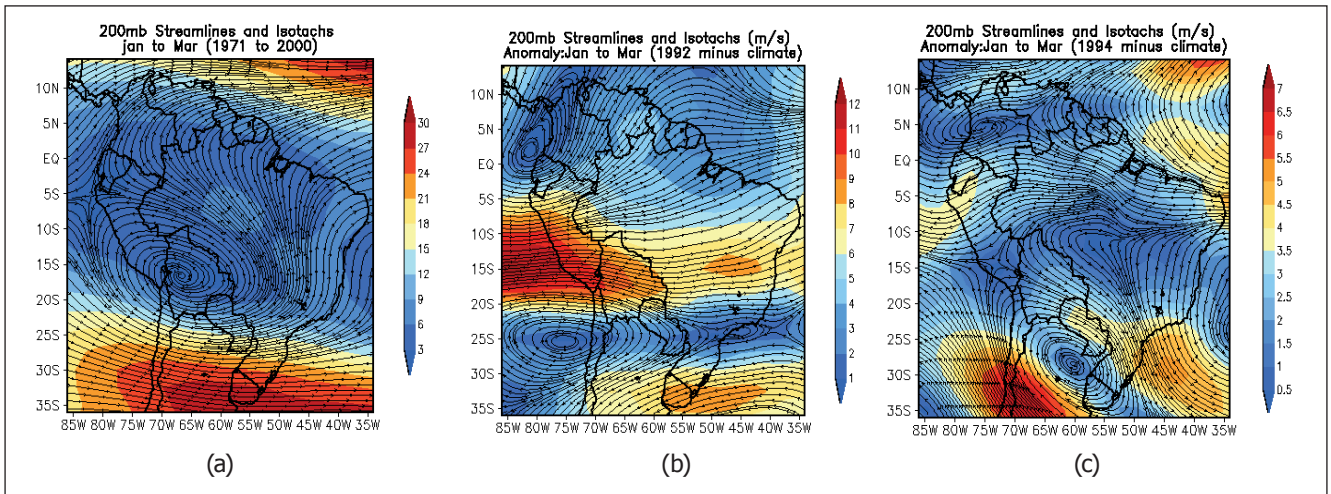 200mb Streamlines and Isotachs
jan to Mar (1971 to 2000)
10N
5N
EQ
5S
10S
15S
20S
25S
30S
35S
85W 80W 75W 70W 65W 60W 55W 50W 45W 40W 35W
30
27
24
21
18
15
12
9
6
3
(a)
200mb Streamlines and Isotachs (m/s)
Anomaly:Jan to Mar (1992 minus climate)
10N
5N
EQ
5S
10S
15S
20S
25S
30S
35S
85W 80W 75W 70W 65W 60W 55W 50W 45W 40W 35W
12
11
10
9
8
7
6
5
4
3
2
1
(b)
200mb Streamlines and Isotachs (m/s)
Anomaly:Jan to Mar (1994 minus climate)
10N
5N
EQ
5S
10S
15S
20S
25S
30S
35S
85W 80W 75W 70W 65W 60W 55W 50W 45W 40W 35W
7
6.5
6
5.5
5
4.5
4
3.5
3
2.5
2
1.5
1
0.5
(c)